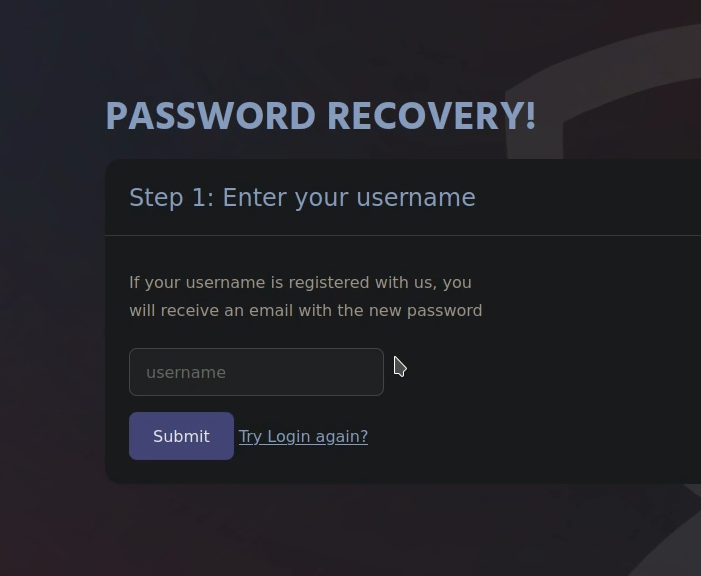 PASSWORD RECOVERY!
Step 1: Enter your username
If your username is registered with us, you
will receive an email with the new password
username
Submit Try Login again?